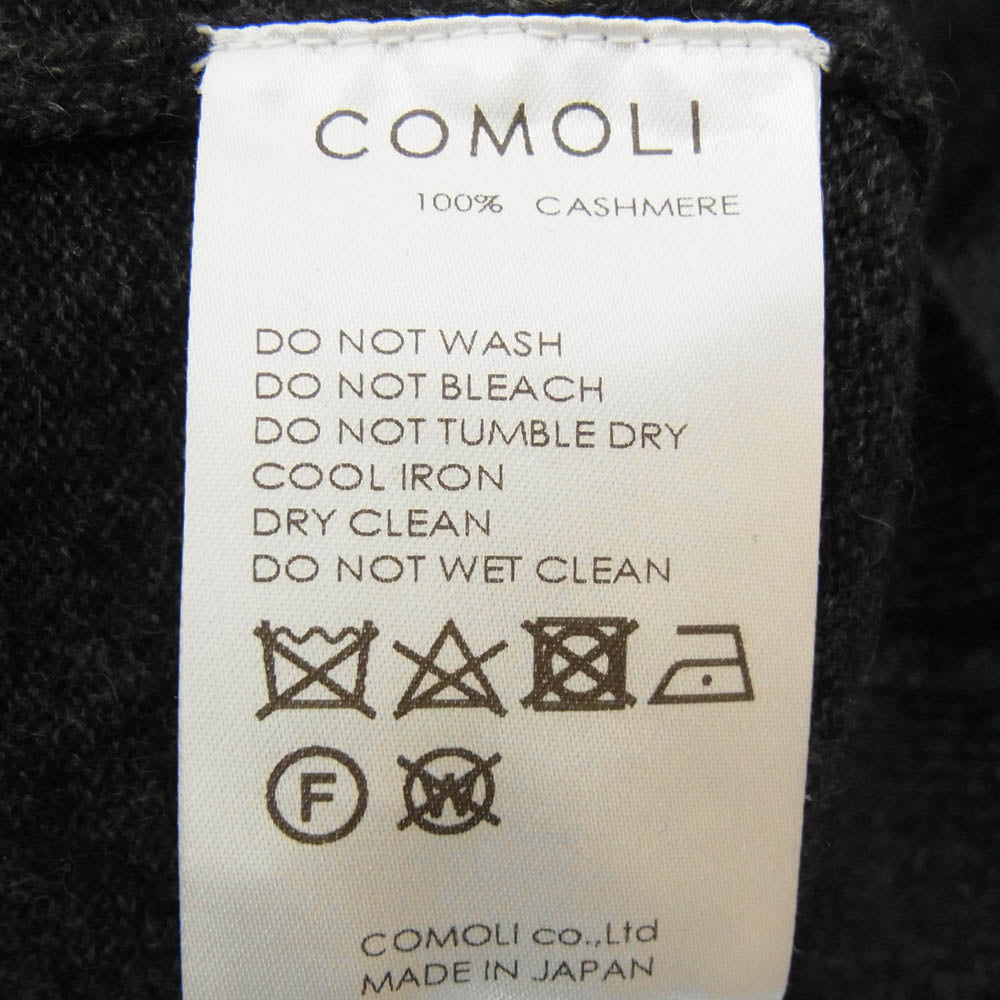 COMOLI
100% CASHMERE
DO NOT WASH
DO NOT BLEACH
DO NOT TUMBLE DRY
COOL IRON
DRY CLEAN
DO NOT WET CLEAN
F W
COMOLI co.,Ltd
MADE IN JAPAN